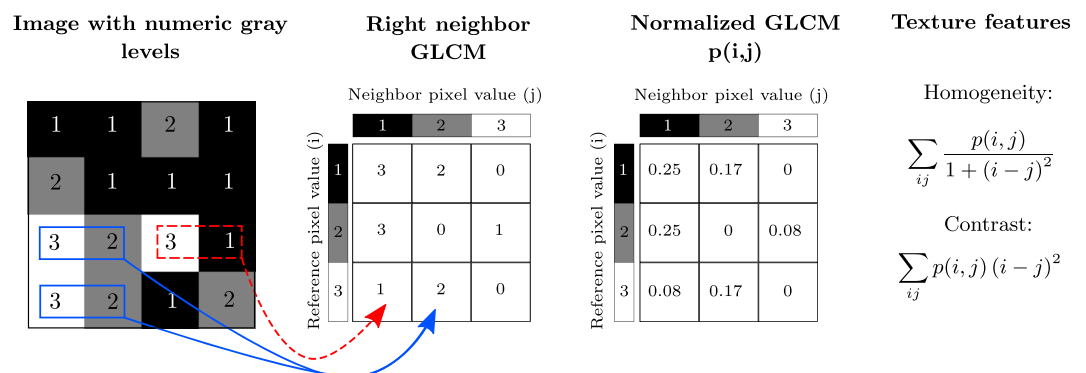 Image with numeric gray levels
1 1 2 1
2 1 1 1
3 2 3 1
3 2 1 2
Right neighbor GLCM
Neighbor pixel value (j)
1 2 3
Reference pixel value (i)
1 3 2 0
2 3 0 1
3 1 2 0
Normalized GLCM p(i,j)
Neighbor pixel value (j)
1 2 3
Reference pixel value (i)
1 0.25 0.17 0
2 0.25 0 0.08
3 0.08 0.17 0
Texture features
Homogeneity:
∑ij p(i, j) / 1 + (i − j)²
Contrast:
∑ij p(i, j) (i − j)²